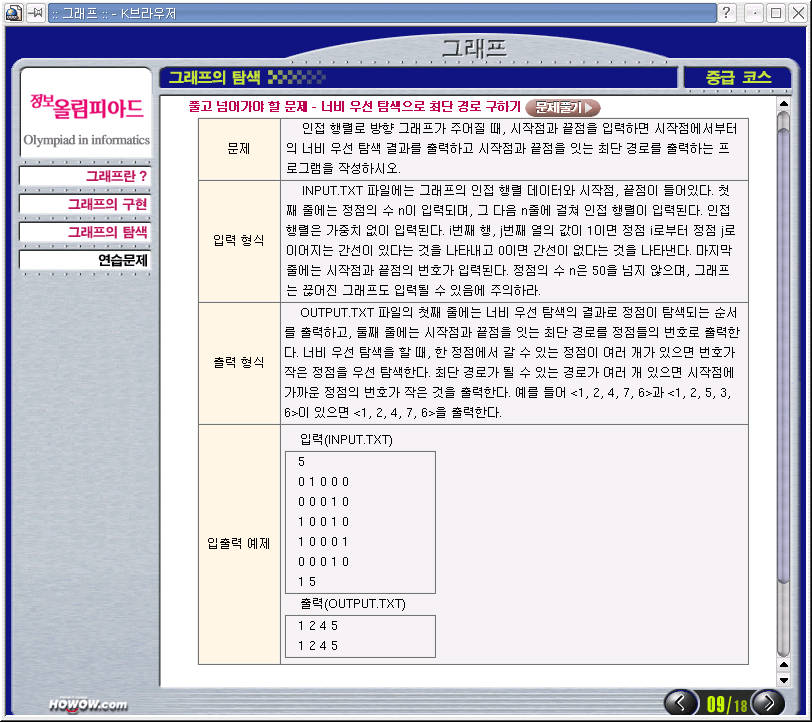 :: 그래프 :: - K브라우저
그래프
그래프의 탐색
중급 코스
정보올림피아드
Olympiad in informatics
그래프란 ?
그래프의 구현
그래프의 탐색
연습문제
풀고 넘어가야 할 문제 - 너비 우선 탐색으로 최단 경로 구하기 문제풀기
문제
인접 행렬로 방향 그래프가 주어질 때, 시작점과 끝점을 입력하면 시작점에서부터
의 너비 우선 탐색 결과를 출력하고 시작점과 끝점을 잇는 최단 경로를 출력하는 프
로그램을 작성하시오.
입력 형식
INPUT.TXT 파일에는 그래프의 인접 행렬 데이터와 시작점, 끝점이 들어있다. 첫
째 줄에는 정점의 수 n이 입력되며, 그 다음 n줄에 걸쳐 인접 행렬이 입력된다. 인접
행렬은 가중치 없이 입력된다. i번째 행, j번째 열의 값이 1이면 정점 i로부터 정점 j로
이어지는 간선이 있다는 것을 나타내고 0이면 간선이 없다는 것을 나타낸다. 마지막
줄에는 시작점과 끝점의 번호가 입력된다. 정점의 수 n은 50을 넘지 않으며, 그래프
는 끊어진 그래프도 입력될 수 있음에 주의하라.
출력 형식
OUTPUT.TXT 파일의 첫째 줄에는 너비 우선 탐색의 결과로 정점이 탐색되는 순서
를 출력하고, 둘째 줄에는 시작점과 끝점을 잇는 최단 경로를 정점들의 번호로 출력한
다. 너비 우선 탐색을 할 때, 한 정점에서 갈 수 있는 정점이 여러 개가 있으면 번호가
작은 정점을 우선 탐색한다. 최단 경로가 될 수 있는 경로가 여러 개 있으면 시작점에
가까운 정점의 번호가 작은 것을 출력한다. 예를 들어 <1, 2, 4, 7, 6>과 <1, 2, 5, 3,
6>이 있으면 <1, 2, 4, 7, 6>을 출력한다.
입출력 예제
입력(INPUT.TXT)
5
0 1 0 0 0
0 0 0 1 0
1 0 0 1 0
1 0 0 0 1
0 0 0 1 0
1 5
출력(OUTPUT.TXT)
1 2 4 5
1 2 4 5
HOWOW.com
09/18